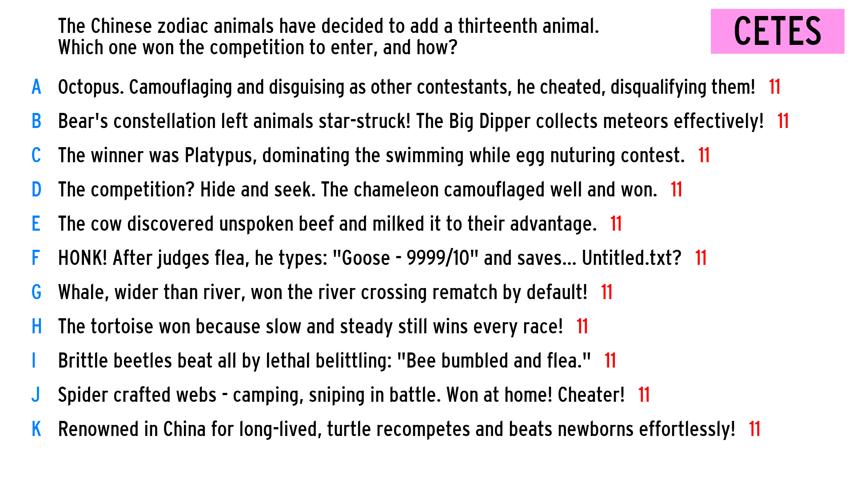 The Chinese zodiac animals have decided to add a thirteenth animal.
Which one won the competition to enter, and how?
CETES
A Octopus. Camouflaging and disguising as other contestants, he cheated, disqualifying them! 11
B Bear's constellation left animals star-struck! The Big Dipper collects meteors effectively! 11
C The winner was Platypus, dominating the swimming while egg nuturing contest. 11
D The competition? Hide and seek. The chameleon camouflaged well and won. 11
E The cow discovered unspoken beef and milked it to their advantage. 11
F HONK! After judges flea, he types: "Goose - 9999/10" and saves... Untitled.txt? 11
G Whale, wider than river, won the river crossing rematch by default! 11
H The tortoise won because slow and steady still wins every race! 11
I Brittle beetles beat all by lethal belittling: "Bee bumbled and flea." 11
J Spider crafted webs - camping, sniping in battle. Won at home! Cheater! 11
K Renowned in China for long-lived, turtle recompetes and beats newborns effortlessly! 11